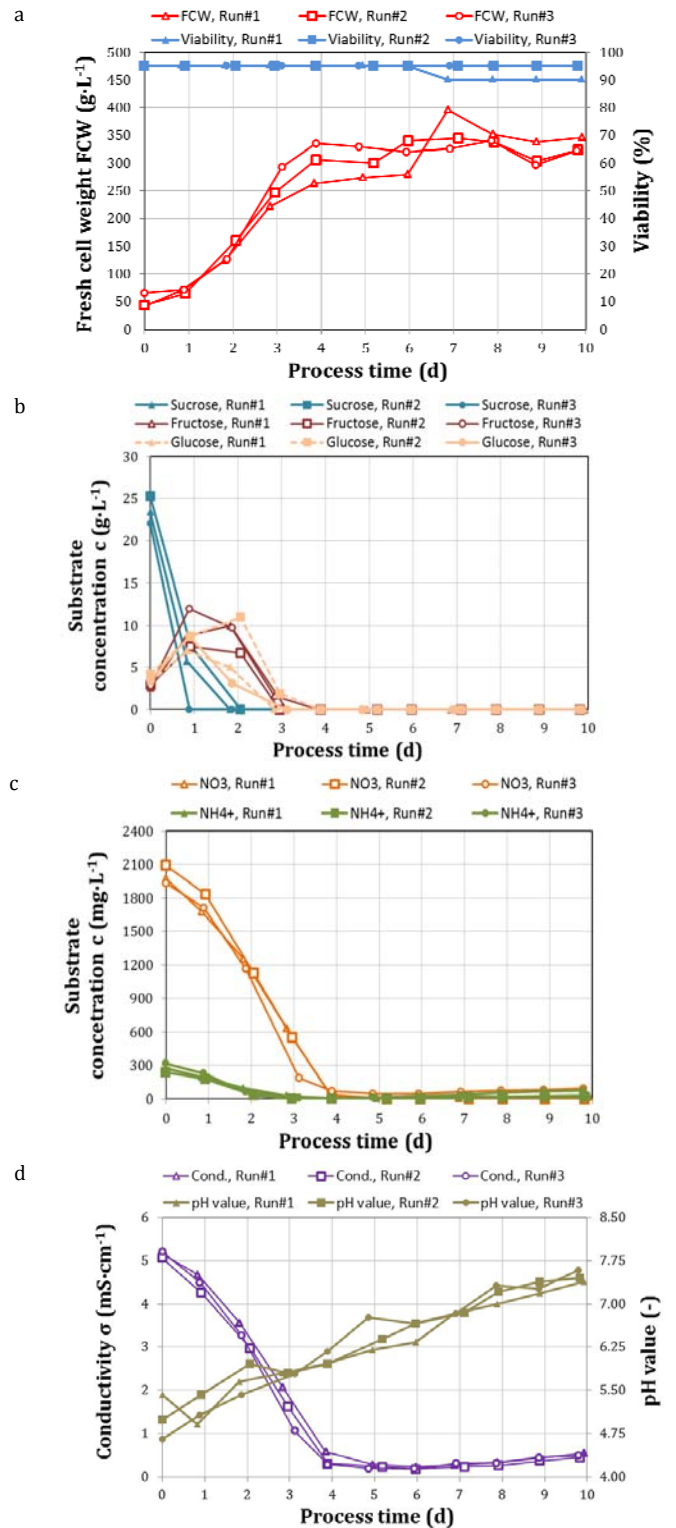 a
FCW, Run#1 FCW, Run#2 FCW, Run#3
Viability, Run#1 Viability, Run#2 Viability, Run#3
Fresh cell weight FCW (g·L⁻¹)
500
450
400
350
300
250
200
150
100
50
0
100
90
80
70
60
50
40
30
20
10
0
Viability (%)
0 1 2 3 4 5 6 7 8 9 10
Process time (d)
b
Sucrose, Run#1 Sucrose, Run#2 Sucrose, Run#3
Fructose, Run#1 Fructose, Run#2 Fructose, Run#3
Glucose, Run#1 Glucose, Run#2 Glucose, Run#3
Substrate
concentration c (g·L⁻¹)
30
25
20
15
10
5
0
0 1 2 3 4 5 6 7 8 9 10
Process time (d)
c
NO3, Run#1 NO3, Run#2 NO3, Run#3
NH4+, Run#1 NH4+, Run#2 NH4+, Run#3
Substrate
concetration c (mg·L⁻¹)
2400
2100
1800
1500
1200
900
600
300
0
0 1 2 3 4 5 6 7 8 9 10
Process time (d)
d
Cond., Run#1 Cond., Run#2 Cond., Run#3
pH value, Run#1 pH value, Run#2 pH value, Run#3
Conductivity σ (mS·cm⁻¹)
6
5
4
3
2
1
0
8.50
7.75
7.00
6.25
5.50
4.75
4.00
pH value (-)
0 1 2 3 4 5 6 7 8 9 10
Process time (d)